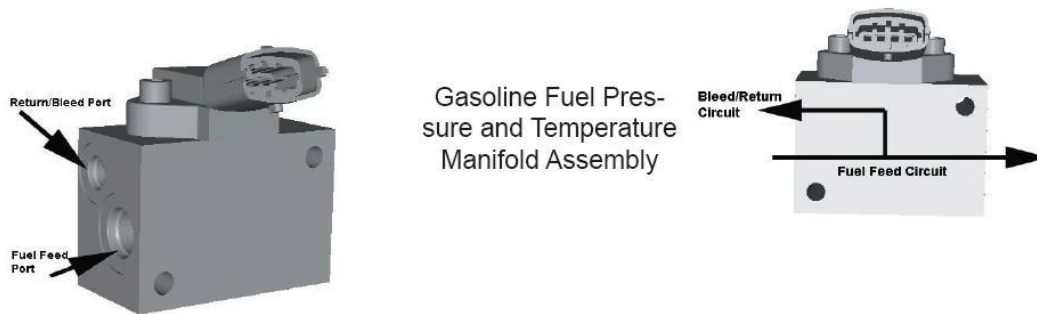 Return/Bleed Port
Fuel Feed
Port
Gasoline Fuel Pres-
sure and Temperature
Manifold Assembly
Bleed/Return
Circuit
Fuel Feed Circuit